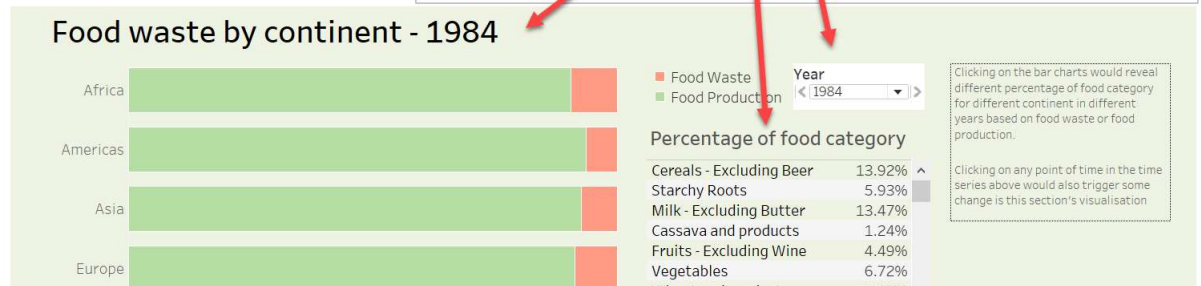 Food waste by continent - 1984
Africa
Americas
Asia
Europe
Food Waste
Food Production
Year
1984
Percentage of food category
Cereals - Excluding Beer 13.92%
Starchy Roots 5.93%
Milk - Excluding Butter 13.47%
Cassava and products 1.24%
Fruits - Excluding Wine 4.49%
Vegetables 6.72%
Clicking on the bar charts would reveal
different percentage of food category
for different continent in different
years based on food waste or food
production.
Clicking on any point of time in the time
series above would also trigger some
change is this section's visualisation